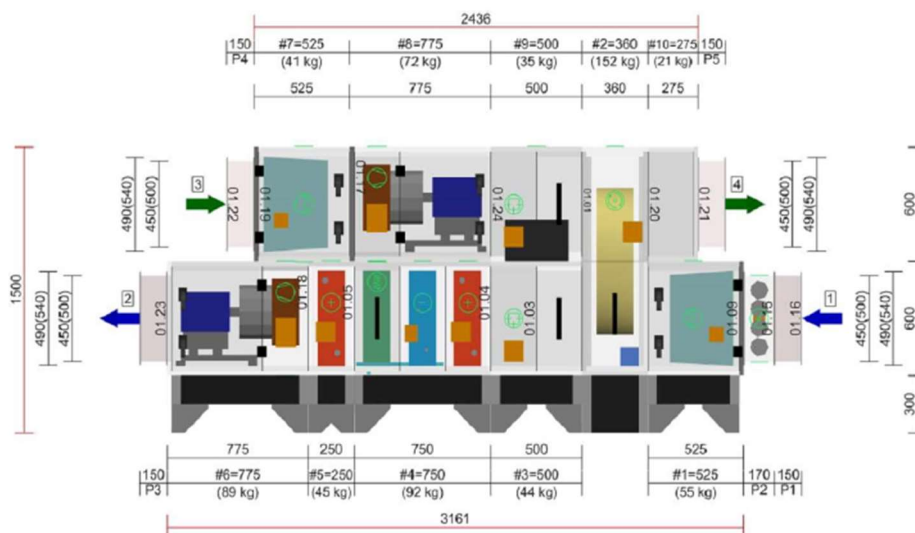 2436
150 #7=525 #8=775 #9=500 #2=360 #10=275 150
P4 (41 kg) (72 kg) (35 kg) (152 kg) (21 kg) P5
525 775 500 360 275
490(540) 450(500) 3 01.22 01.19 01.17 01.24 01.01 01.20 01.21 4 450(500) 490(540) 600
1500
490(540) 450(500) 2 01.23 01.18 01.05 01.04 01.03 01.09 01.15 01.16 1 450(500) 490(540) 600
300
775 250 750 500 525
150 #6=775 #5=250 #4=750 #3=500 #1=525 170 150
P3 (89 kg) (45 kg) (92 kg) (44 kg) (55 kg) P2 P1
3161